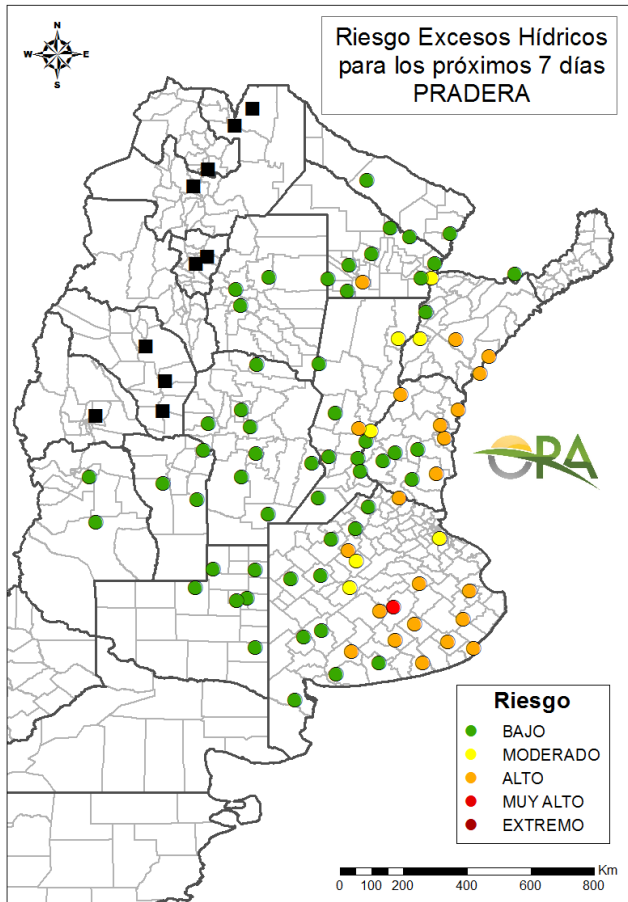 Riesgo Excesos Hídricos
para los próximos 7 días
PRADERA
N
W E
S
ORA
Riesgo
BAJO
MODERADO
ALTO
MUY ALTO
EXTREMO
Km
0 100 200 400 600 800